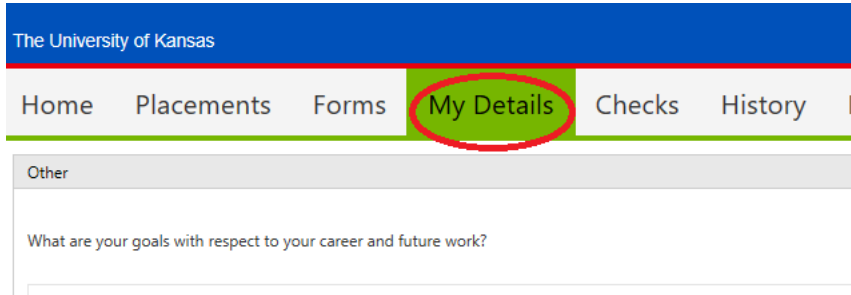 The University of Kansas
Home Placements Forms My Details Checks History
Other
What are your goals with respect to your career and future work?